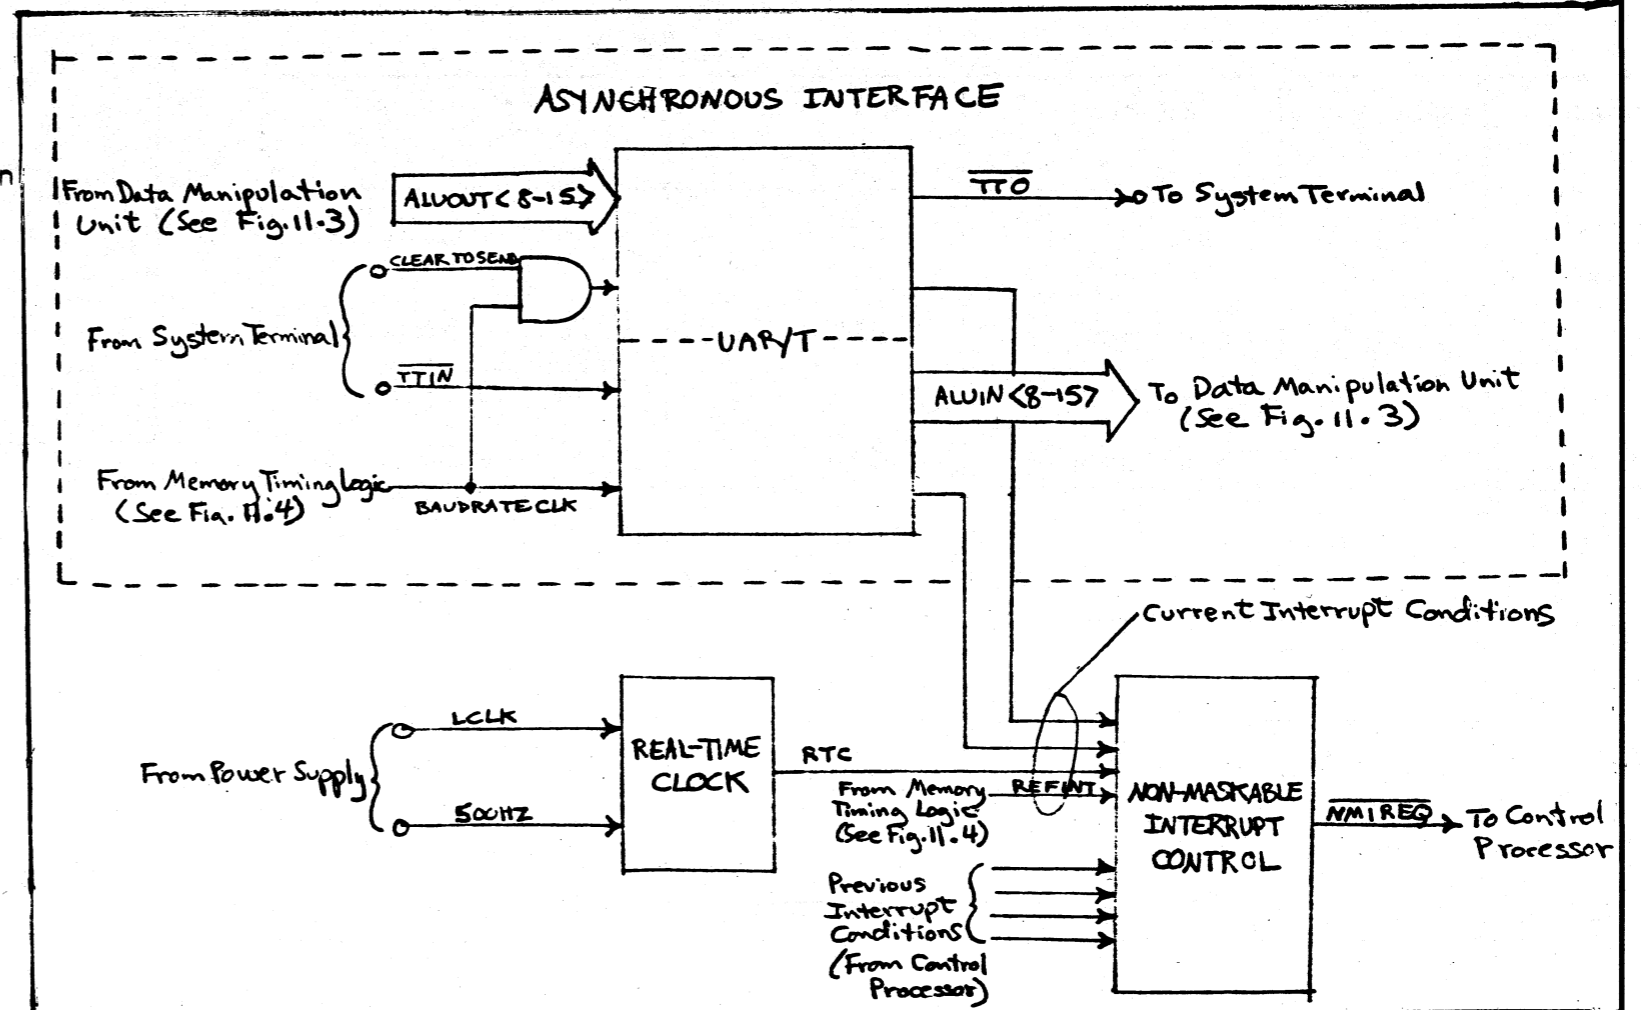 n
ASYNCHRONOUS INTERFACE
From Data Manipulation
Unit (See Fig. 11.3)
ALUOUT<8-15>
TTO
To System Terminal
CLEAR TO SEND
From System Terminal
TTIN
UAR/T
ALUIN<8-15>
To Data Manipulation Unit
(See Fig. 11.3)
From Memory Timing Logic
(See Fig. 11.4)
BAUDRATE CLK
Current Interrupt Conditions
LCLK
From Power Supply
50OHZ
REAL-TIME
CLOCK
RTC
From Memory
Timing Logic
(See Fig. 11.4)
REFINT
NON-MASKABLE
INTERRUPT
CONTROL
NMIREQ
To Control
Processor
Previous
Interrupt
Conditions
(From Control
Processor)